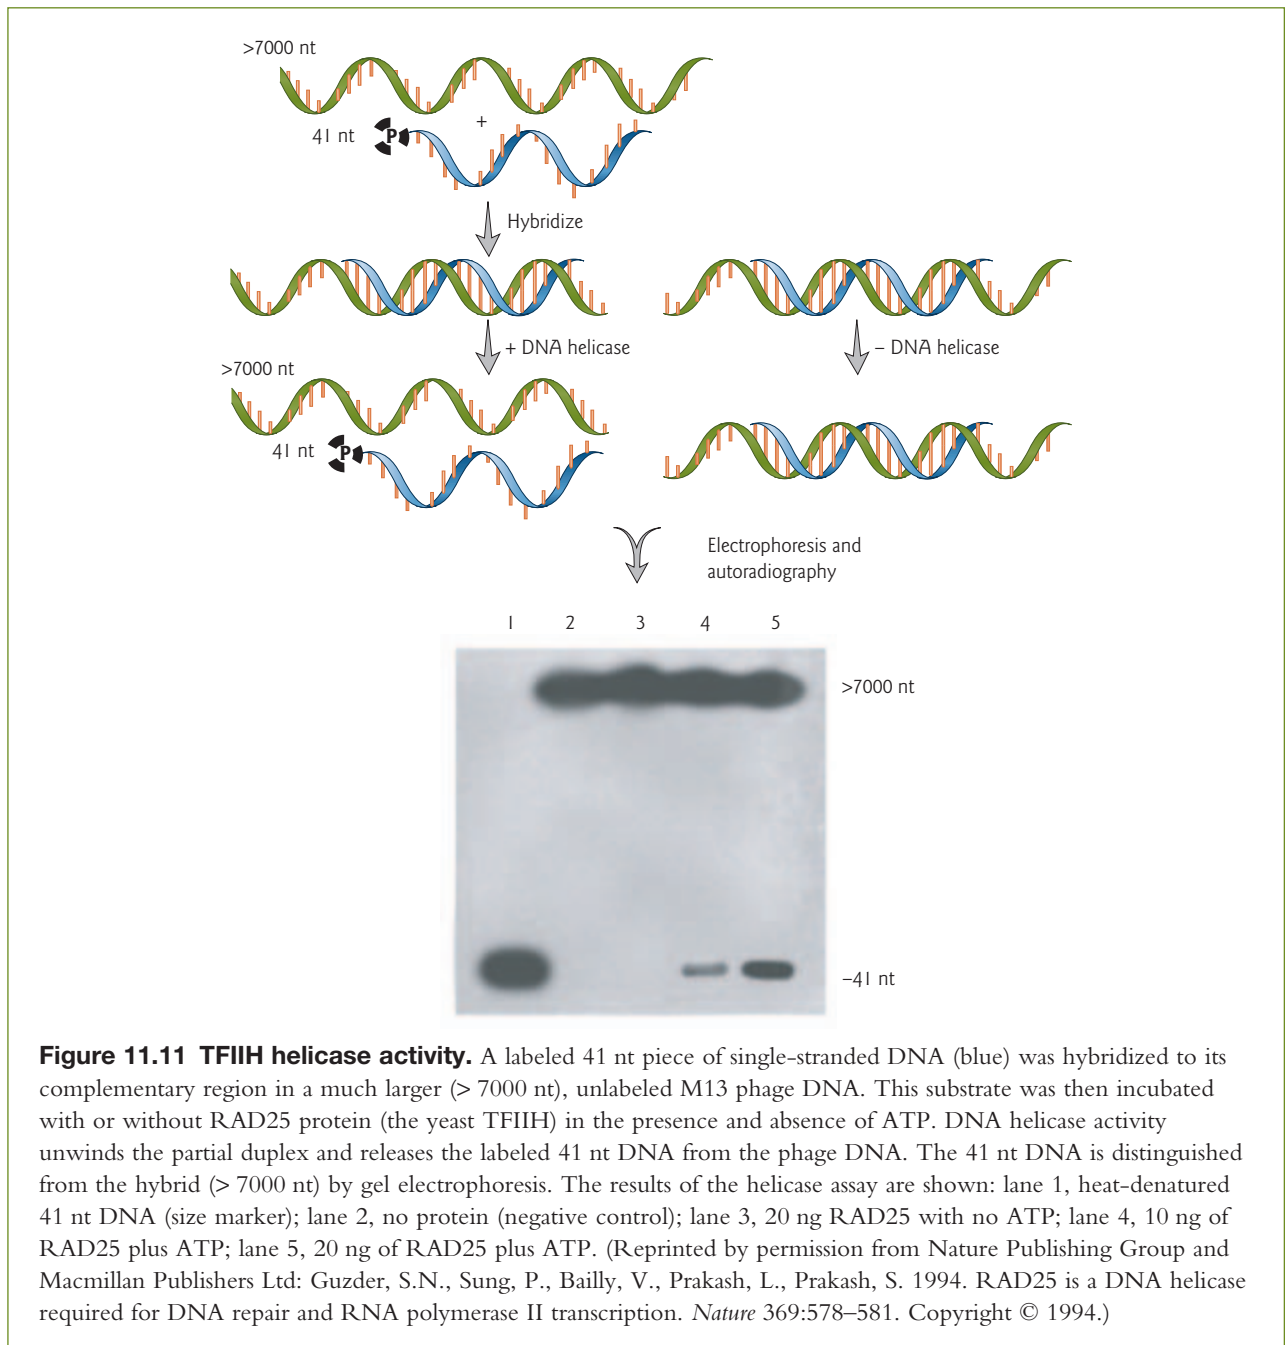 >7000 nt
41 nt
P
+
Hybridize
+ DNA helicase
– DNA helicase
>7000 nt
41 nt
P
Electrophoresis and
autoradiography
1 2 3 4 5
>7000 nt
–41 nt
Figure 11.11 TFIIH helicase activity. A labeled 41 nt piece of single-stranded DNA (blue) was hybridized to its
complementary region in a much larger (> 7000 nt), unlabeled M13 phage DNA. This substrate was then incubated
with or without RAD25 protein (the yeast TFIIH) in the presence and absence of ATP. DNA helicase activity
unwinds the partial duplex and releases the labeled 41 nt DNA from the phage DNA. The 41 nt DNA is distinguished
from the hybrid (> 7000 nt) by gel electrophoresis. The results of the helicase assay are shown: lane 1, heat-denatured
41 nt DNA (size marker); lane 2, no protein (negative control); lane 3, 20 ng RAD25 with no ATP; lane 4, 10 ng of
RAD25 plus ATP; lane 5, 20 ng of RAD25 plus ATP. (Reprinted by permission from Nature Publishing Group and
Macmillan Publishers Ltd: Guzder, S.N., Sung, P., Bailly, V., Prakash, L., Prakash, S. 1994. RAD25 is a DNA helicase
required for DNA repair and RNA polymerase II transcription. Nature 369:578–581. Copyright © 1994.)